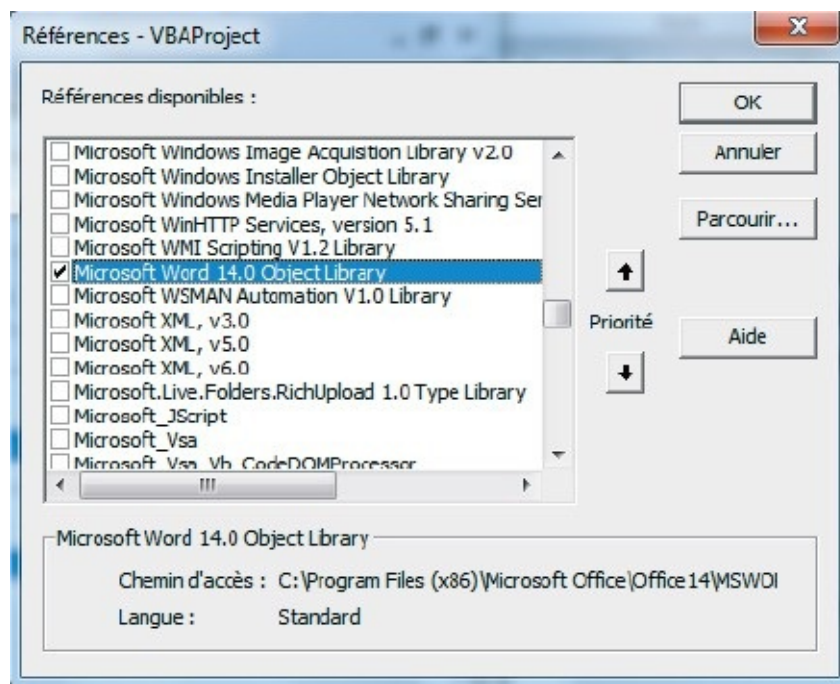 Références - VBAProject
Références disponibles :
OK
Microsoft Windows Image Acquisition Library v2.0
Annuler
Microsoft Windows Installer Object Library
Microsoft Windows Media Player Network Sharing Ser
Parcourir...
Microsoft WinHTTP Services, version 5.1
Microsoft WMI Scripting V1.2 Library
Microsoft Word 14.0 Object Library
Microsoft WSMAN Automation V1.0 Library
Microsoft XML, v3.0
Priorité
Aide
Microsoft XML, v5.0
Microsoft XML, v6.0
Microsoft.Live.Folders.RichUpload 1.0 Type Library
Microsoft_JScript
Microsoft_Vsa
Microsoft_Vsa_Vb_CodeDOMProcessor
Microsoft Word 14.0 Object Library
Chemin d'accès : C:\Program Files (x86)\Microsoft Office\Office14\MSWOI
Langue : Standard